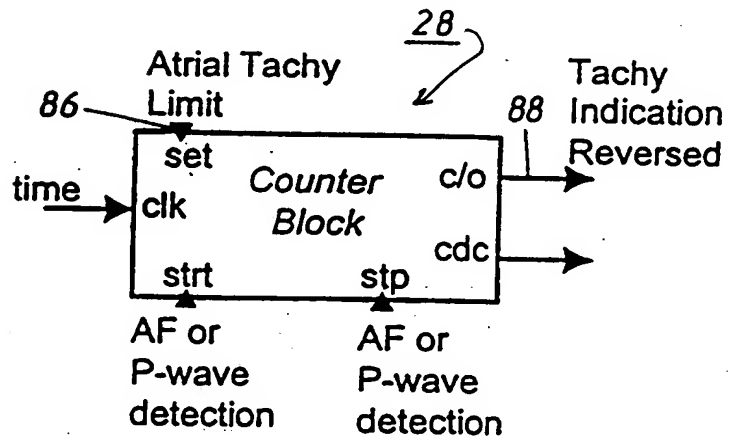 28
Atrial Tachy
Limit
86
Tachy
Indication
Reversed
88
set
c/o
time
clk
Counter
Block
cdc
strt
stp
AF or
P-wave
detection
AF or
P-wave
detection